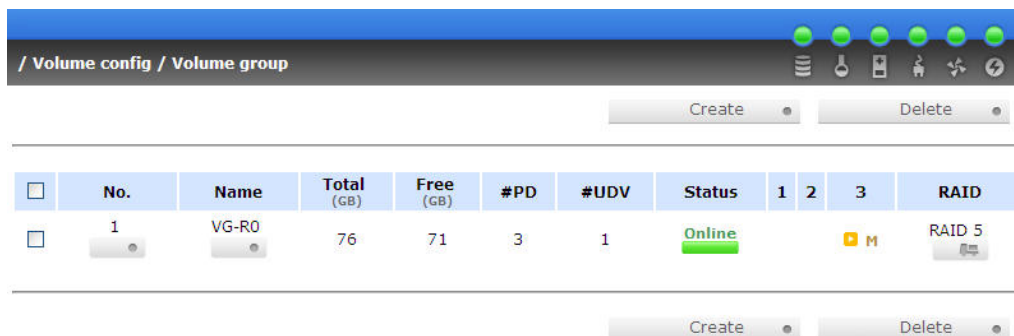 / Volume config / Volume group
Create Delete
No. Name Total (GB) Free (GB) #PD #UDV Status 1 2 3 RAID
1 VG-R0 76 71 3 1 Online M RAID 5
Create Delete